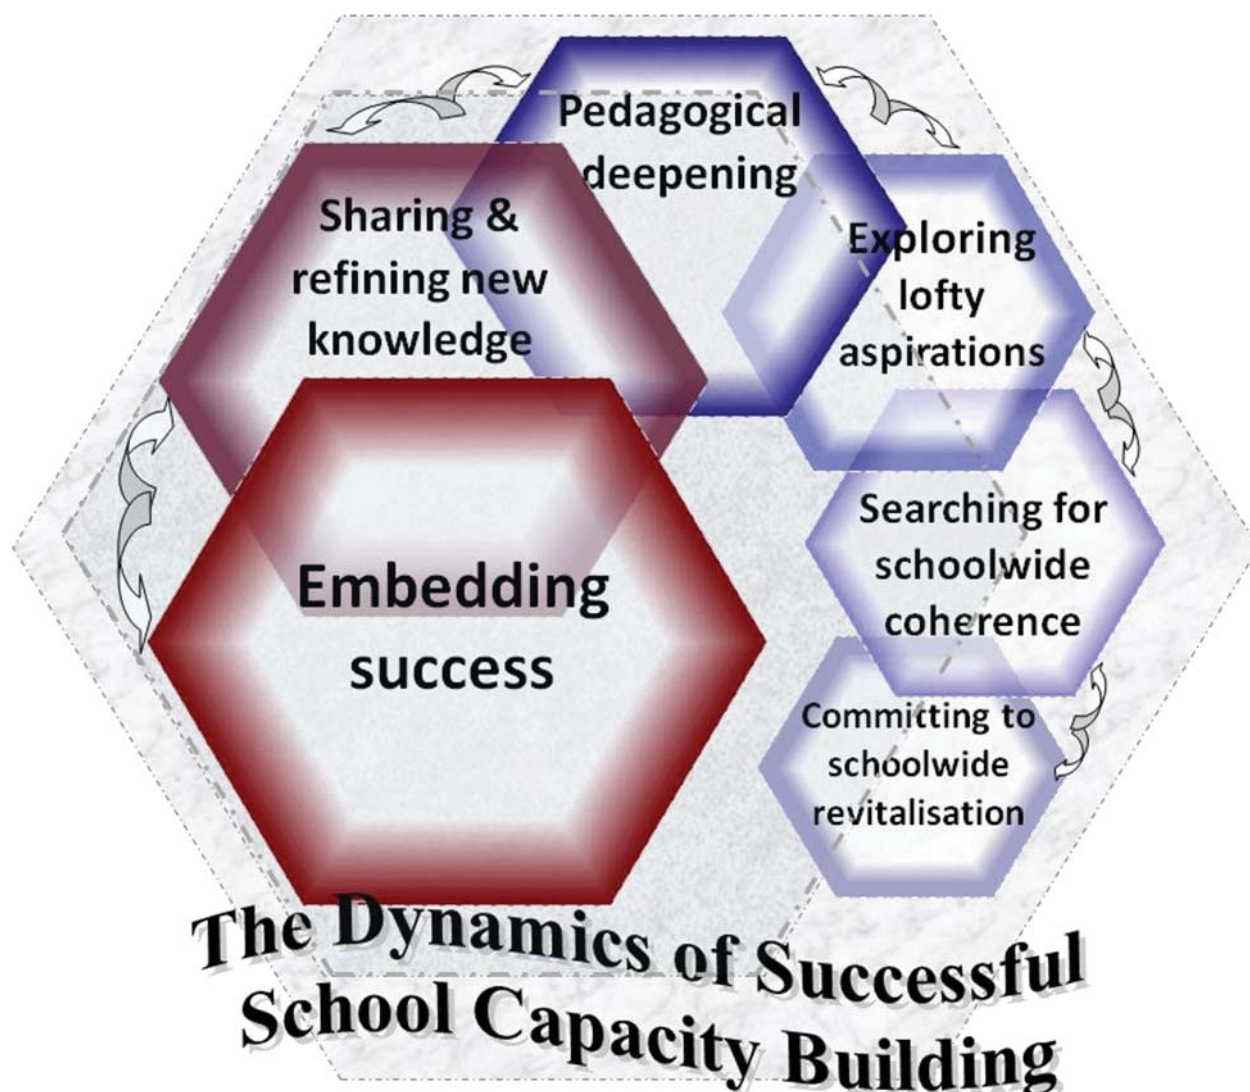 Pedagogical
deepening
Sharing &
refining new
knowledge
Exploring
lofty
aspirations
Searching for
schoolwide
coherence
Embedding
success
Committing to
schoolwide
revitalisation
The Dynamics of Successful
School Capacity Building